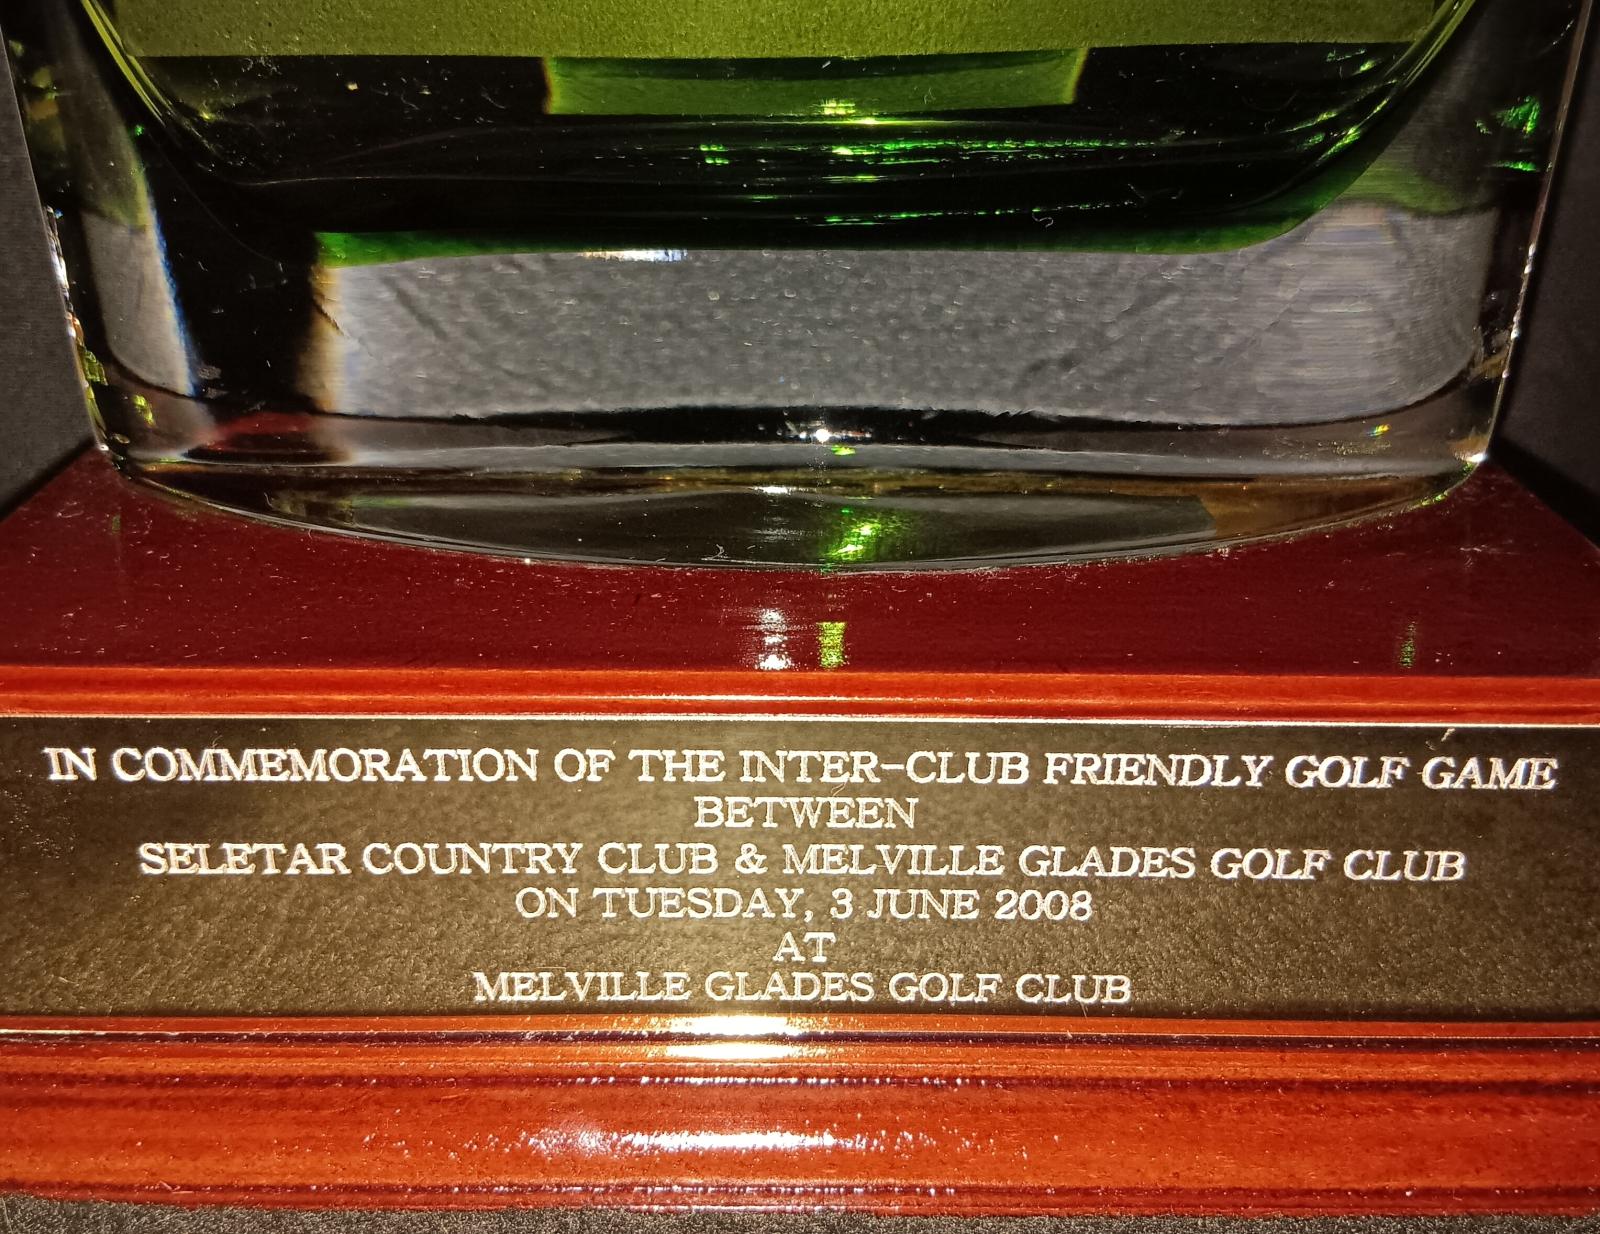 IN COMMEMORATION OF THE INTER-CLUB FRIENDLY GOLF GAME
BETWEEN
SELETAR COUNTRY CLUB & MELVILLE GLADES GOLF CLUB
ON TUESDAY, 3 JUNE 2008
AT
MELVILLE GLADES GOLF CLUB